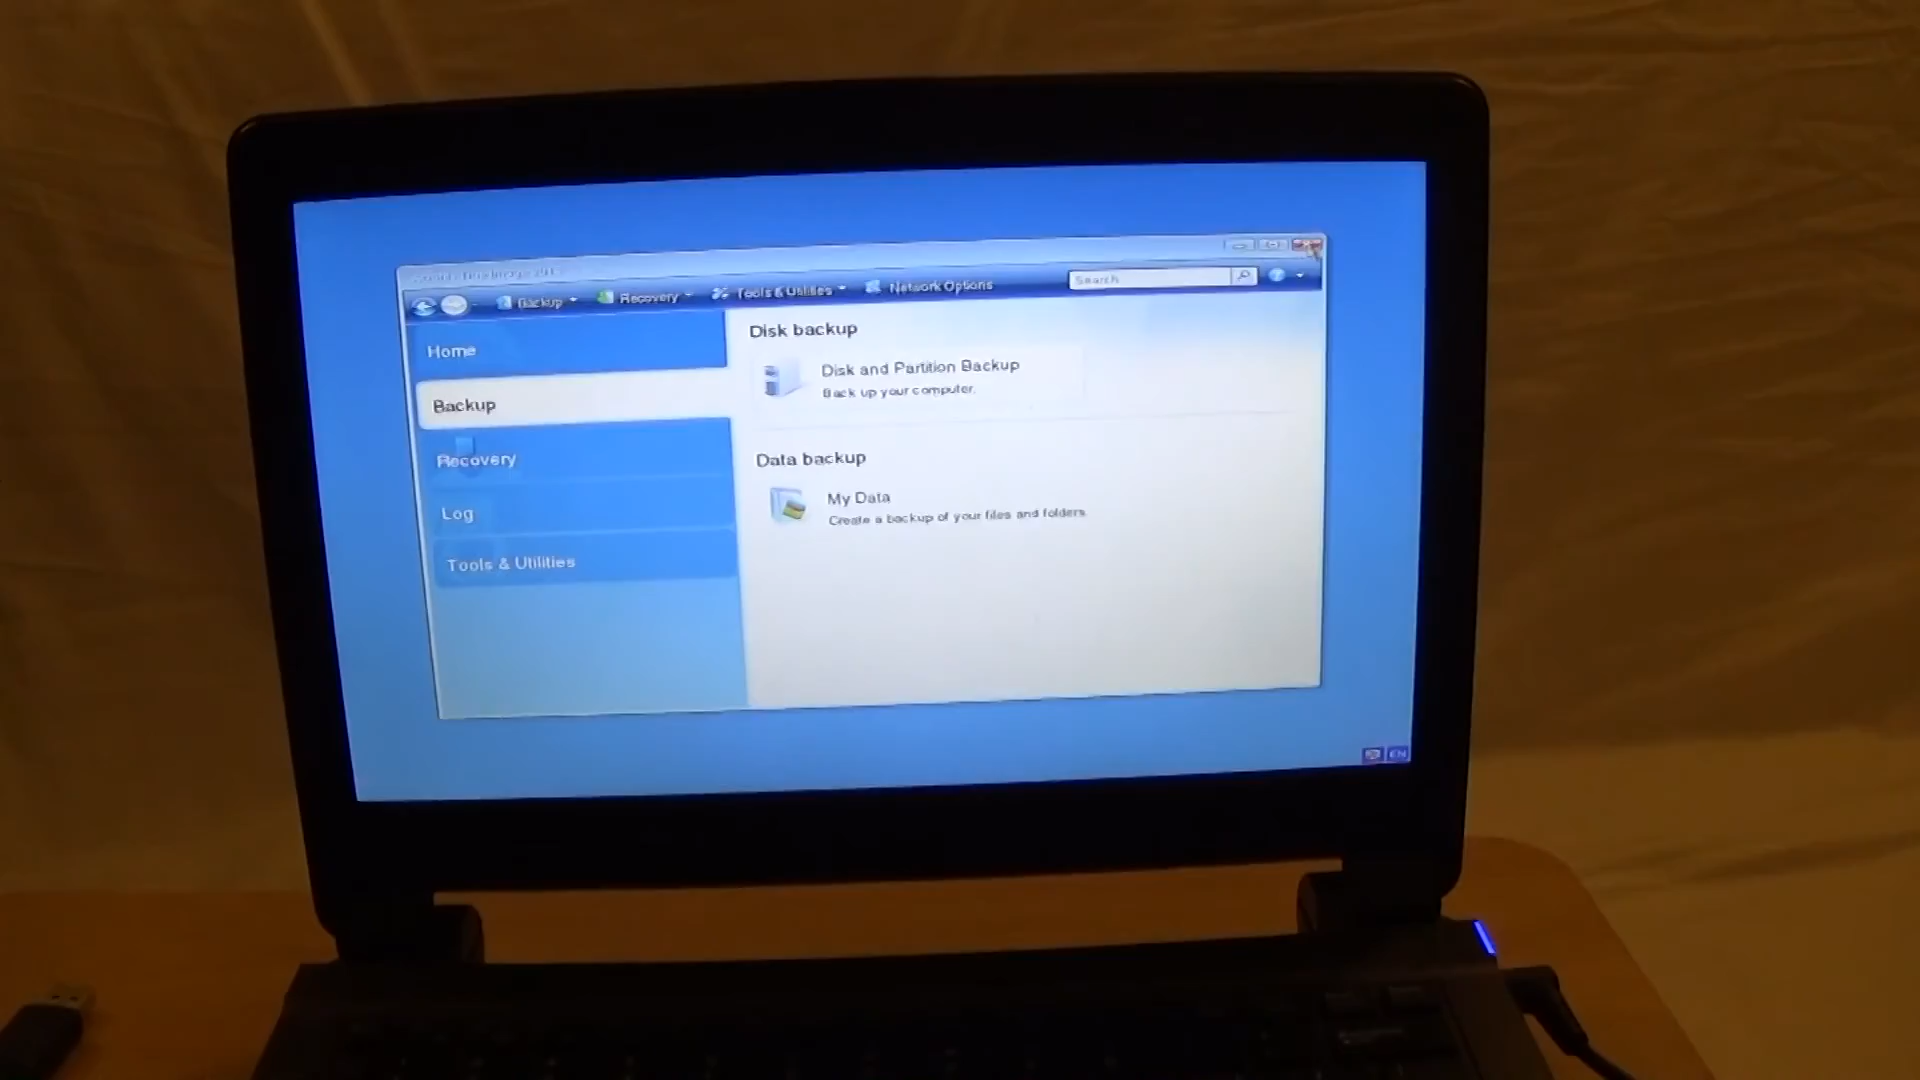 Backup
Recovery
Tools & Utilities
Network Options
Search
Home
Backup
Recovery
Log
Tools & Utilities
Disk backup
Disk and Partition Backup
Back up your computer.
Data backup
My Data
Create a backup of your files and folders.
EN